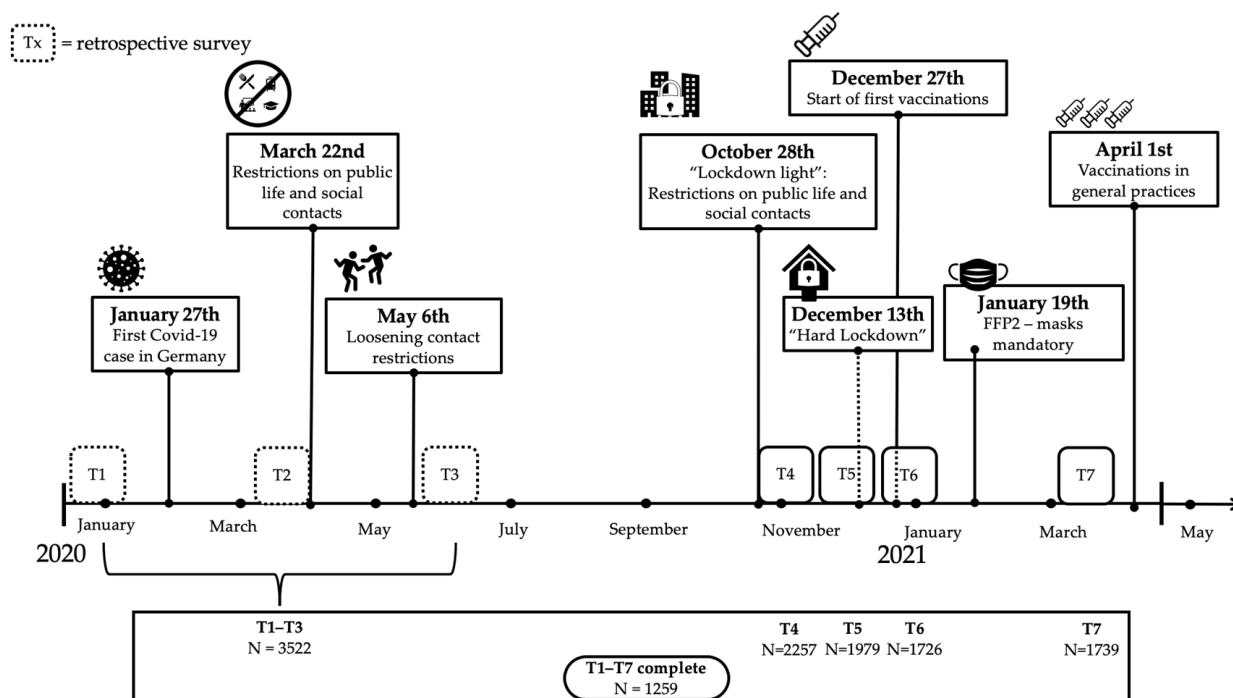 Tx = retrospective survey
December 27th
Start of first vaccinations
March 22nd
Restrictions on public
life and social
contacts
October 28th
“Lockdown light”:
Restrictions on public life and
social contacts
April 1st
Vaccinations in
general practices
January 27th
First Covid-19
case in Germany
May 6th
Loosening contact
restrictions
December 13th
“Hard Lockdown”
January 19th
FFP2 – masks
mandatory
T1 T2 T3 T4 T5 T6 T7
January March May July September November January March May
2020 2021
T1–T3
N = 3522
T4
N=2257
T5
N=1979
T6
N=1726
T7
N=1739
T1–T7 complete
N = 1259